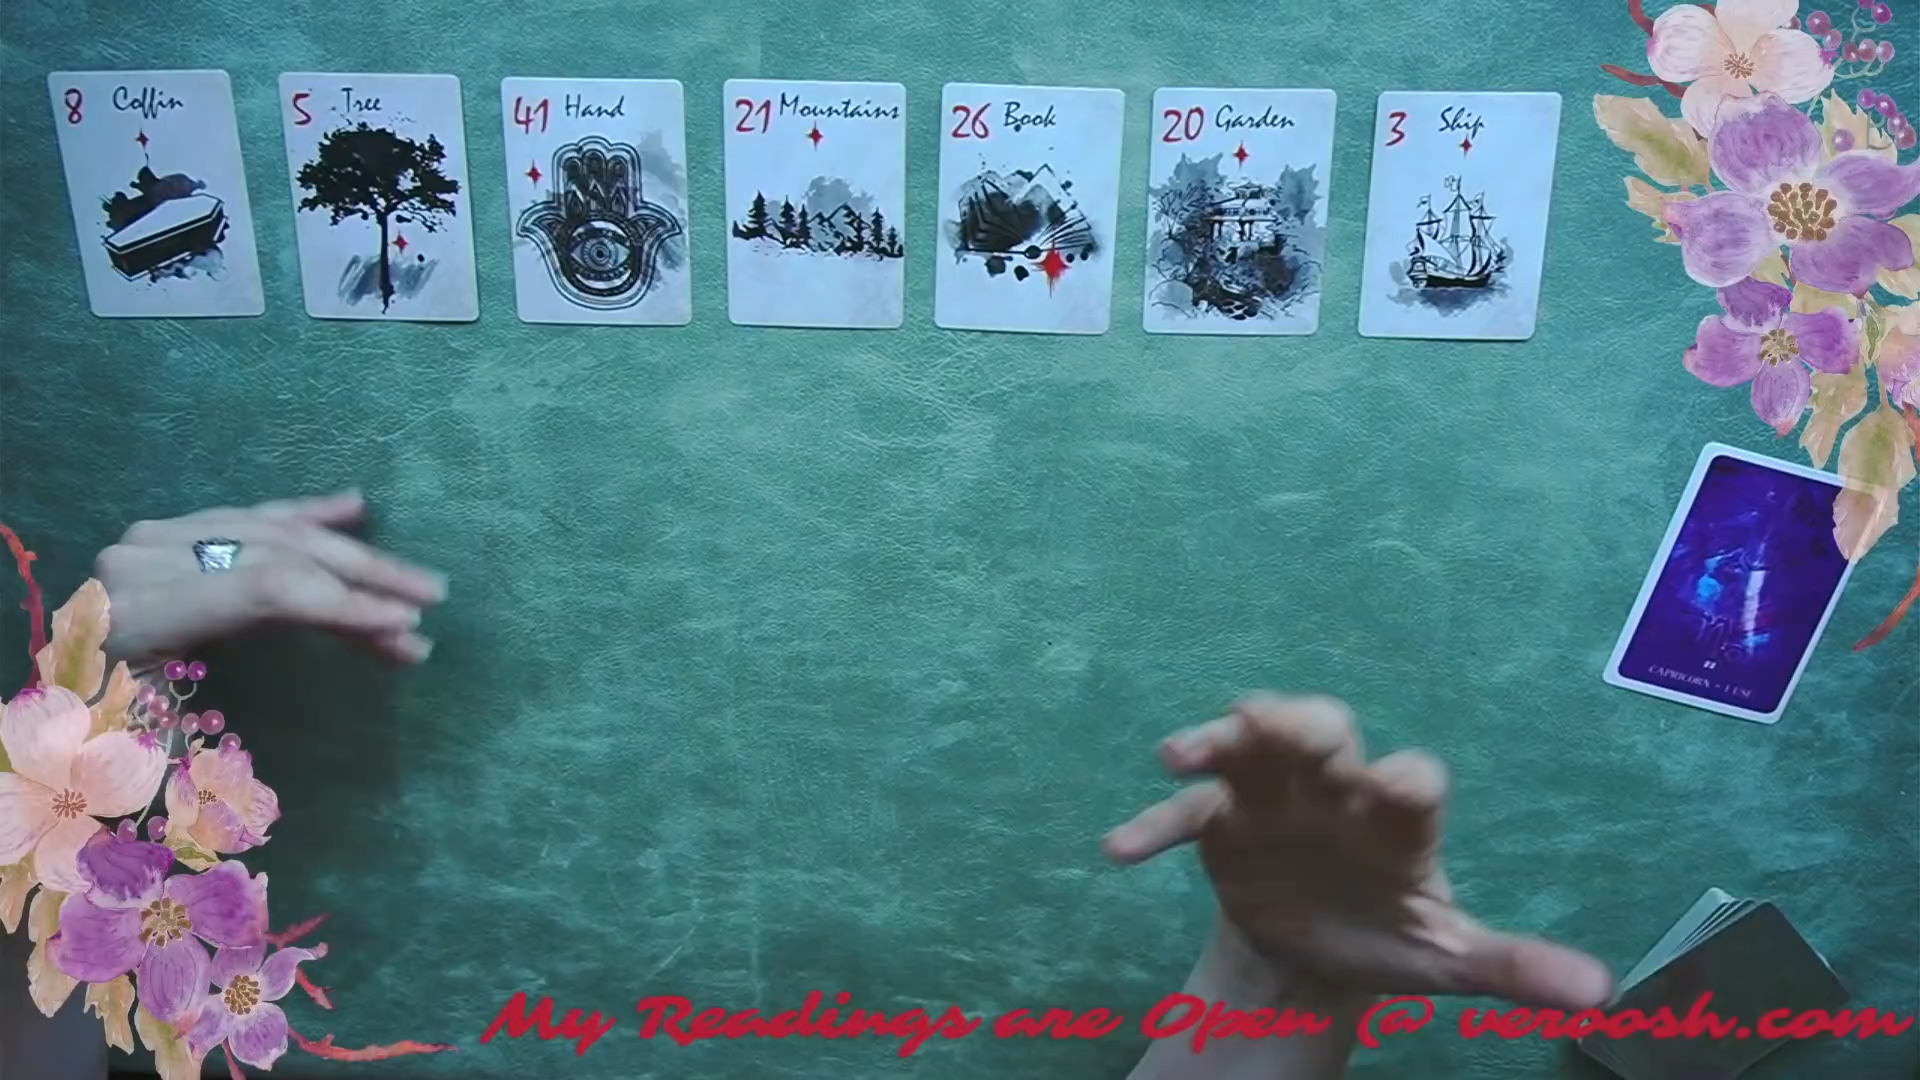 8 Coffin
5 Tree
41 Hand
21 Mountains
26 Book
20 Garden
3 Ship
CAPRICORN - I USE
My Readings are Open @ veroosh.com